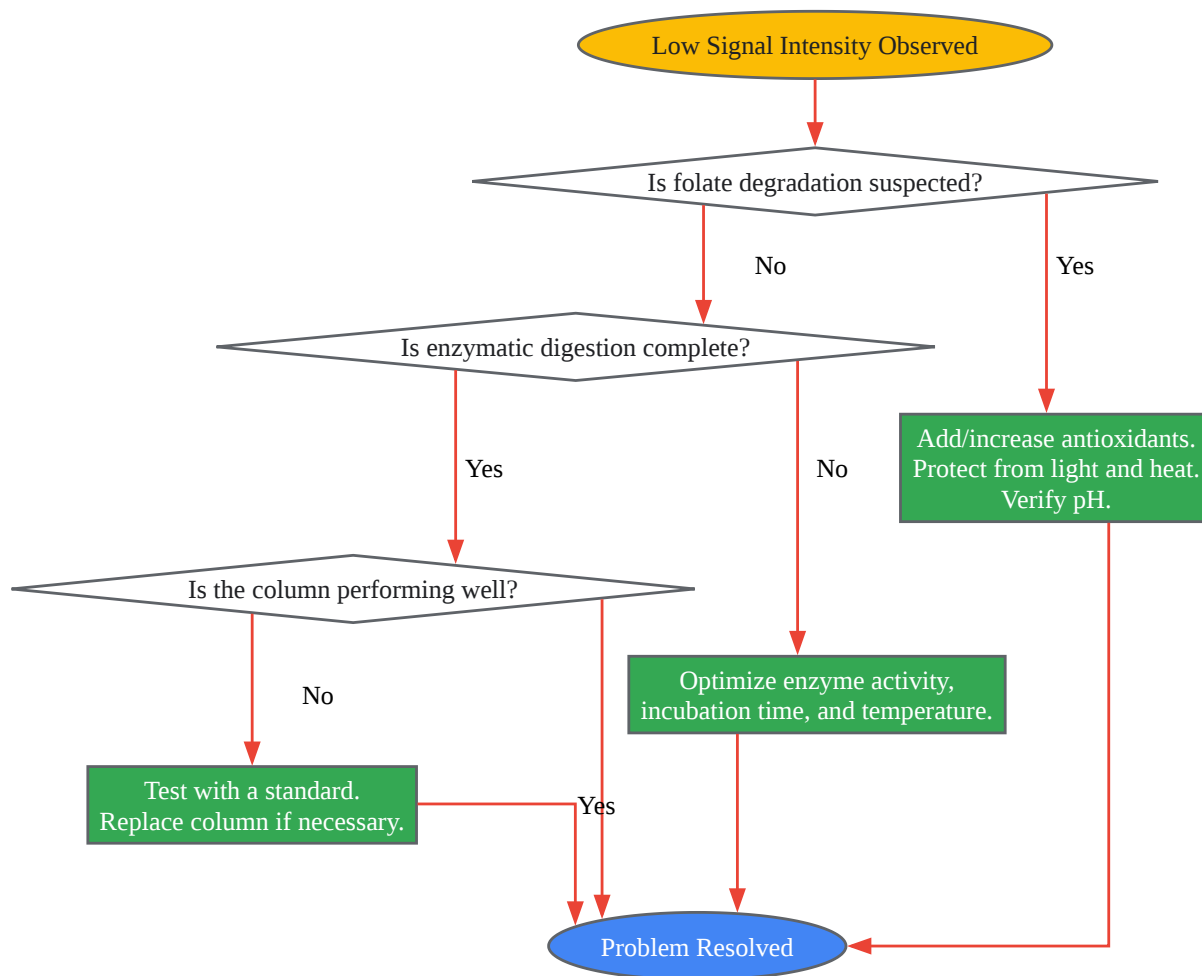 Low Signal Intensity Observed
Is folate degradation suspected?
No
Yes
Is enzymatic digestion complete?
Add/increase antioxidants.
Protect from light and heat.
Verify pH.
Yes
No
Is the column performing well?
Optimize enzyme activity,
incubation time, and temperature.
No
Test with a standard.
Replace column if necessary.
Yes
Problem Resolved